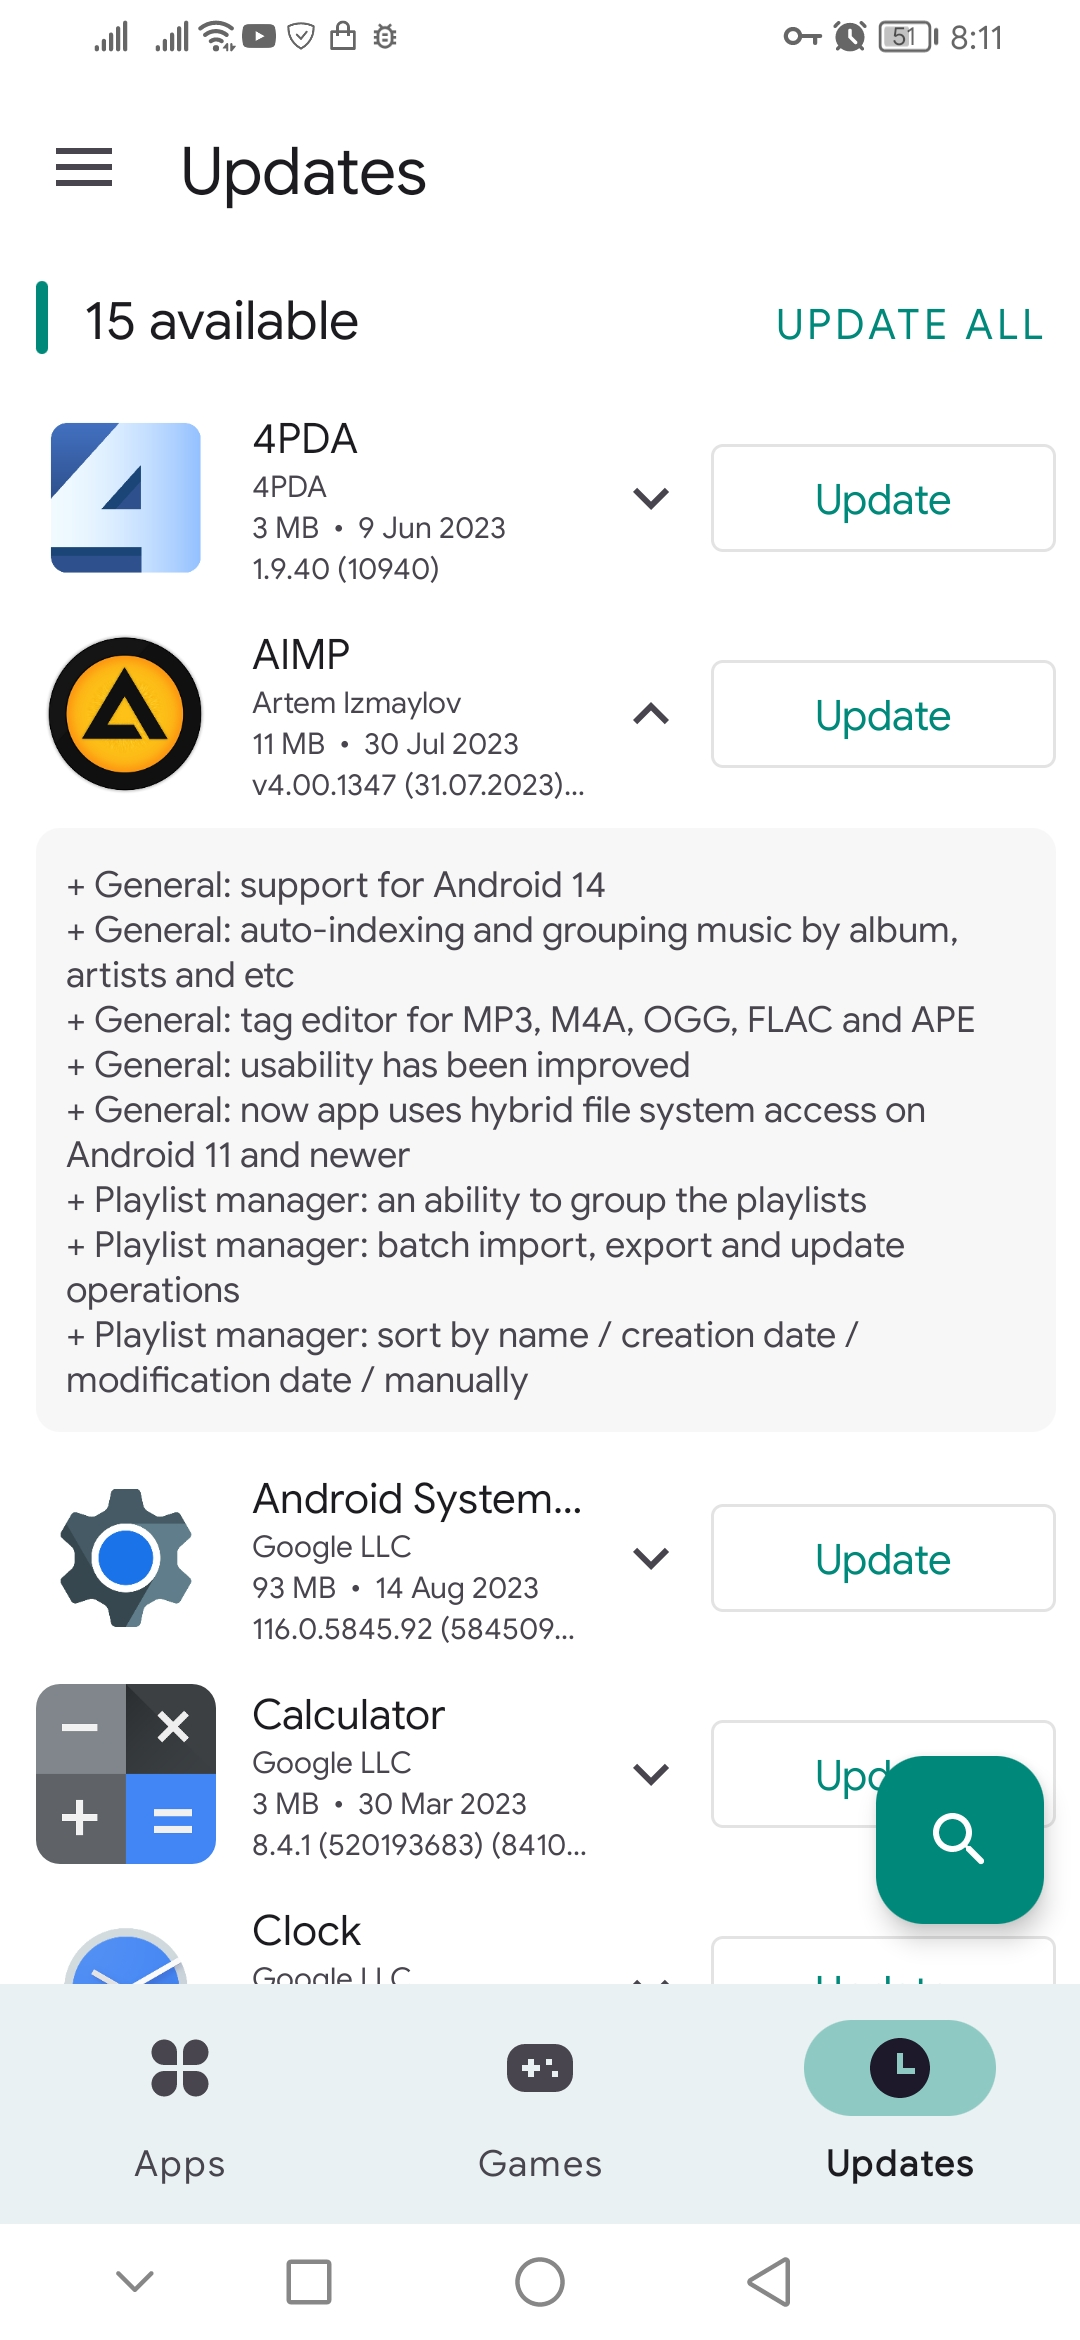 51 8:11
Updates
15 available
UPDATE ALL
4PDA
4PDA
3 MB • 9 Jun 2023
1.9.40 (10940)
Update
AIMP
Artem Izmaylov
11 MB • 30 Jul 2023
v4.00.1347 (31.07.2023)...
Update
+ General: support for Android 14
+ General: auto-indexing and grouping music by album,
artists and etc
+ General: tag editor for MP3, M4A, OGG, FLAC and APE
+ General: usability has been improved
+ General: now app uses hybrid file system access on
Android 11 and newer
+ Playlist manager: an ability to group the playlists
+ Playlist manager: batch import, export and update
operations
+ Playlist manager: sort by name / creation date /
modification date / manually
Android System...
Google LLC
93 MB • 14 Aug 2023
116.0.5845.92 (584509...
Update
Calculator
Google LLC
3 MB • 30 Mar 2023
8.4.1 (520193683) (8410...
Upd
Clock
Google LLC
Update
Apps
Games
Updates